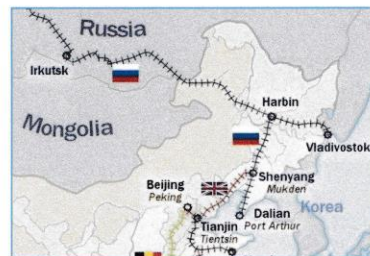 Russia
Irkutsk
Mongolia
Harbin
Vladivostok
Shenyang
Mukden
Beijing
Peking
Korea
Dalian
Port Arthur
Tianjin
Tientsin